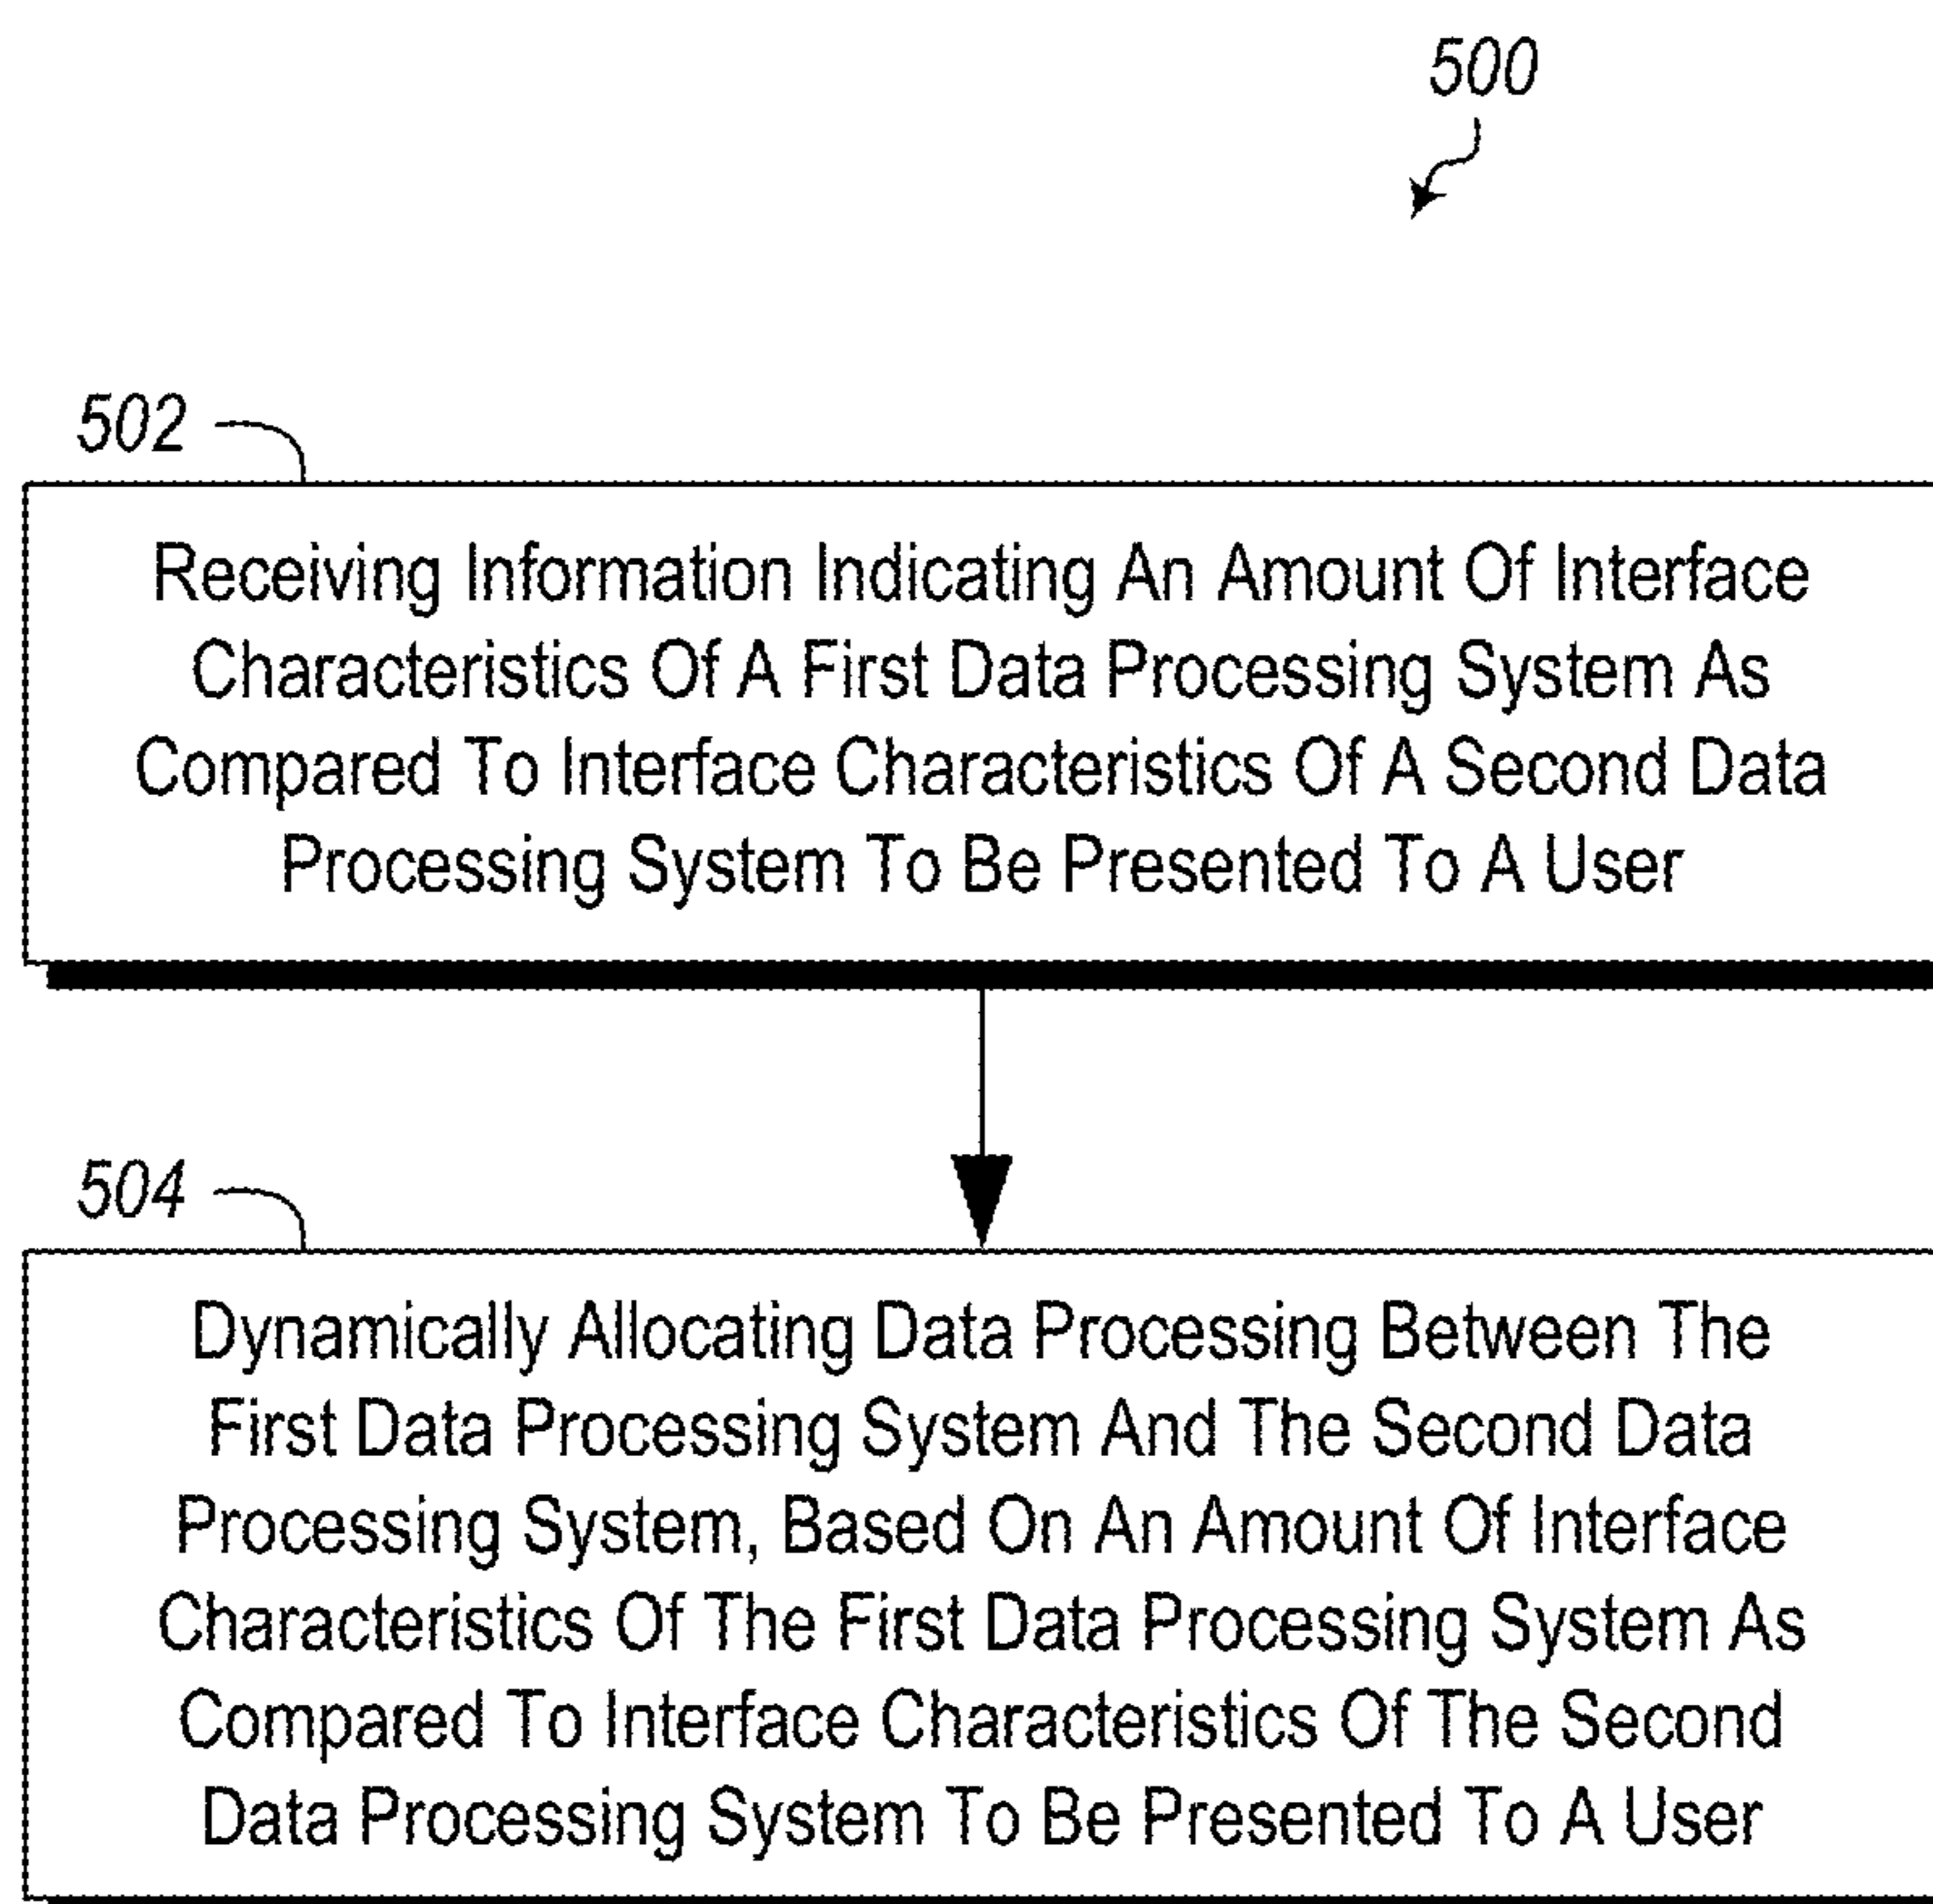 500
502
Receiving Information Indicating An Amount Of Interface
Characteristics Of A First Data Processing System As
Compared To Interface Characteristics Of A Second Data
Processing System To Be Presented To A User
504
Dynamically Allocating Data Processing Between The
First Data Processing System And The Second Data
Processing System, Based On An Amount Of Interface
Characteristics Of The First Data Processing System As
Compared To Interface Characteristics Of The Second
Data Processing System To Be Presented To A User